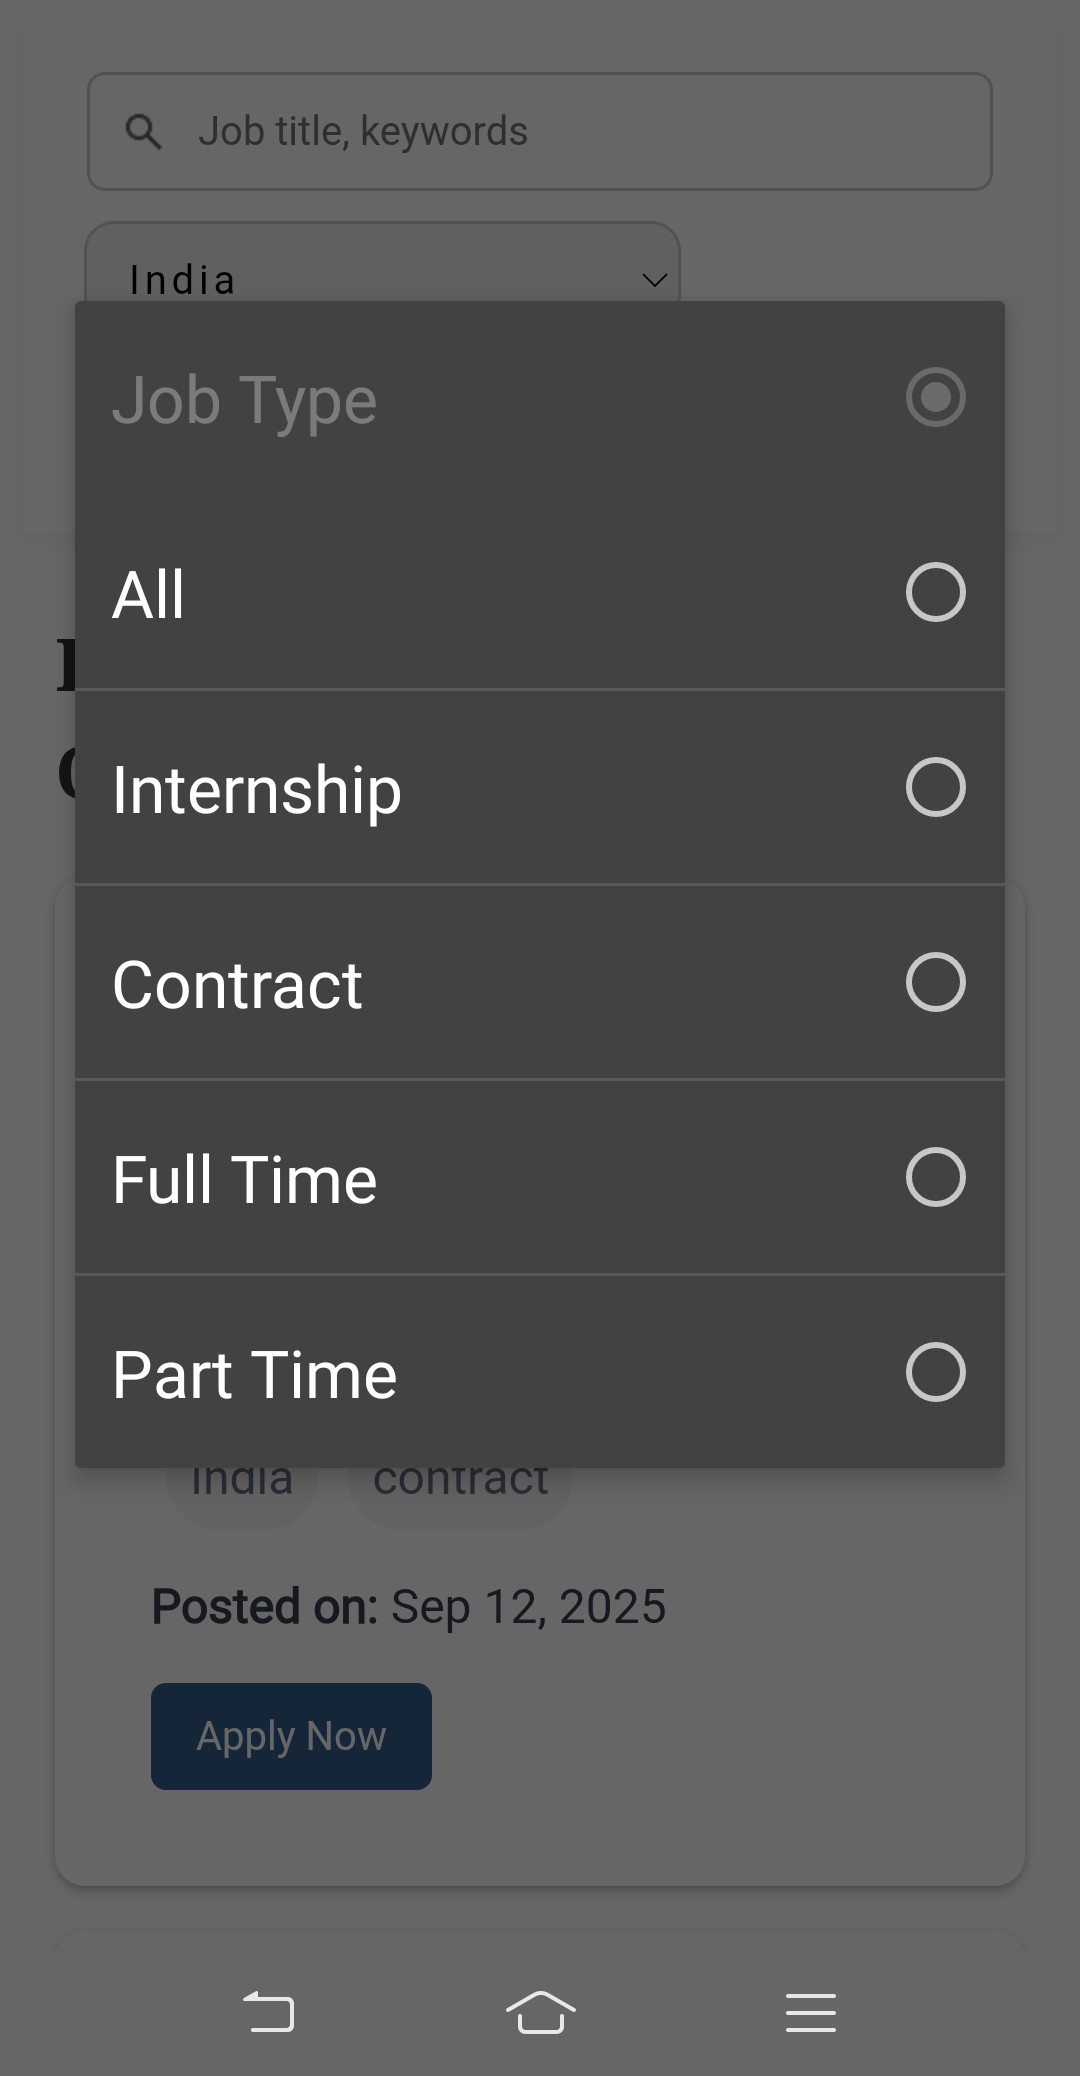 Job title, keywords
India
Job Type
All
Internship
Contract
Full Time
Part Time
India contract
Posted on: Sep 12, 2025
Apply Now